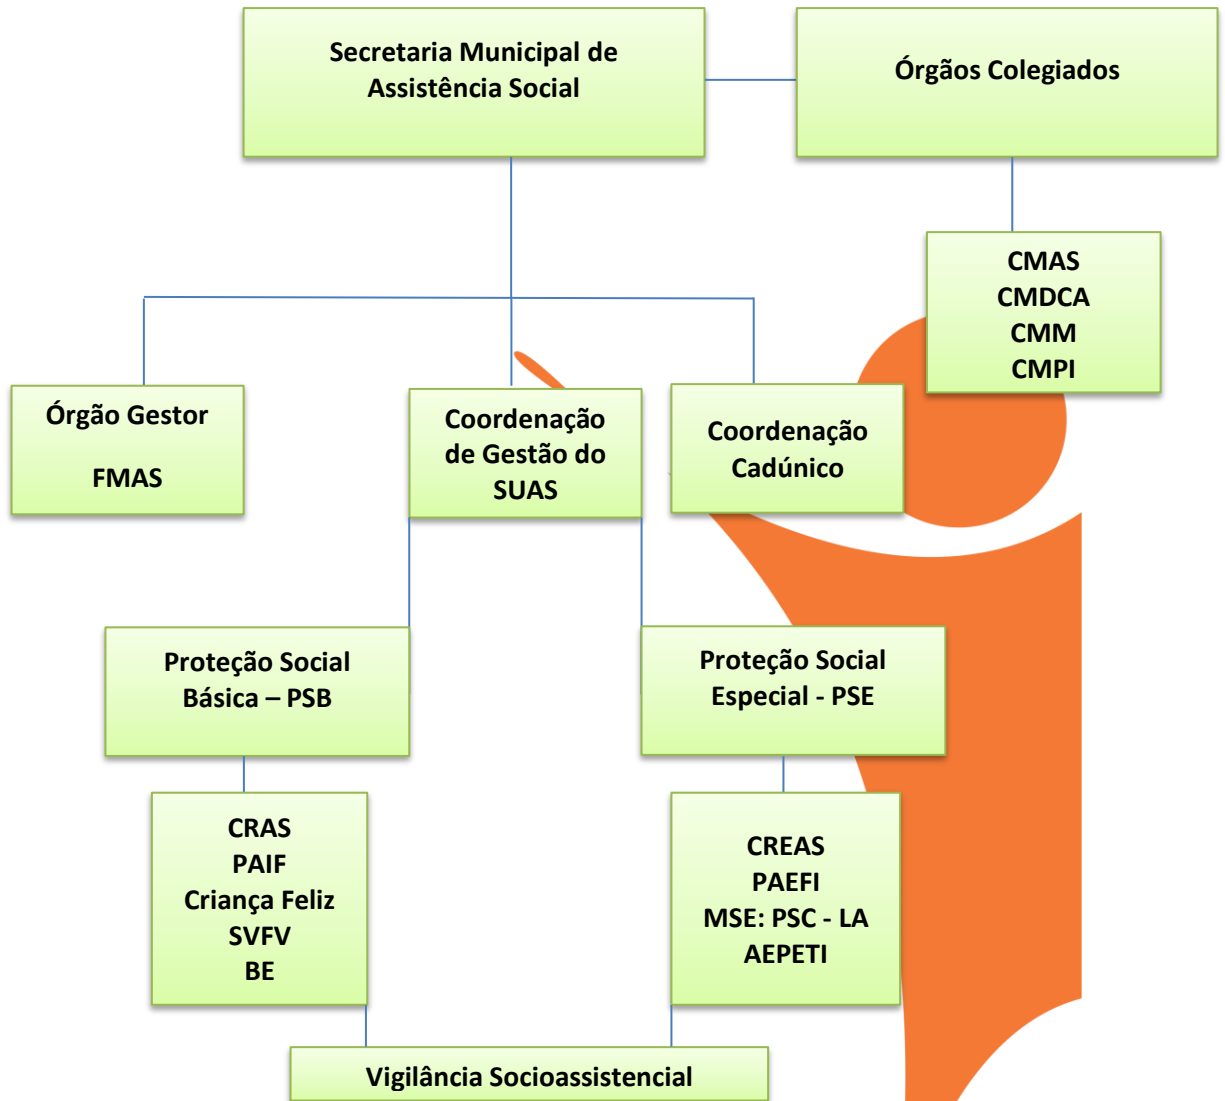 Secretaria Municipal de
Assistência Social
Órgãos Colegiados
CMAS
CMDCA
CMM
CMPI
Órgão Gestor
FMAS
Coordenação
de Gestão do
SUAS
Coordenação
Cadúnico
Proteção Social
Básica – PSB
Proteção Social
Especial - PSE
CRAS
PAIF
Criança Feliz
SVFV
BE
CREAS
PAEFI
MSE: PSC - LA
AEPETI
Vigilância Socioassistencial